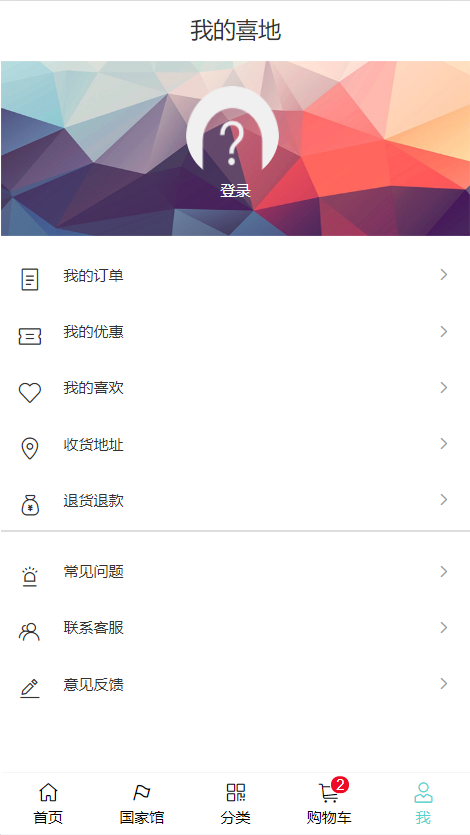 我的喜地
登录
我的订单
我的优惠
我的喜欢
收货地址
退货退款
常见问题
联系客服
意见反馈
2
首页 国家馆 分类 购物车 我